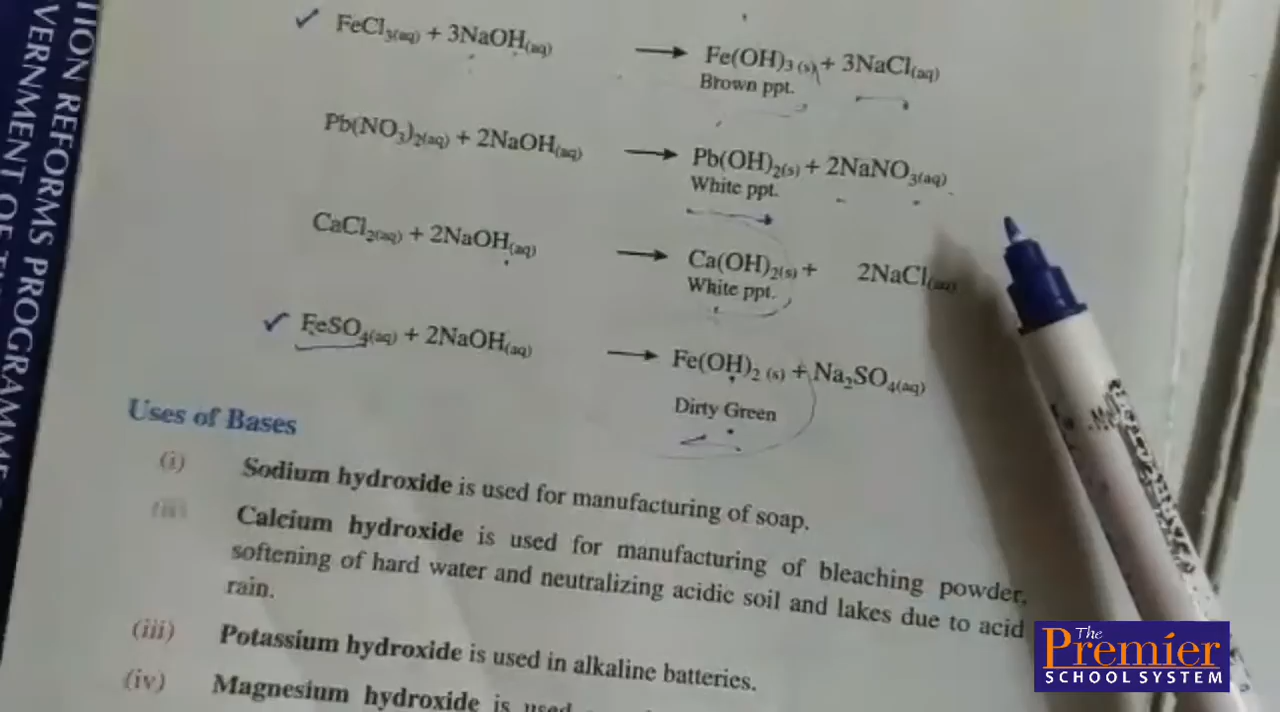 TION REFORMS PROGRAMME
VERNMENT OF
✓ FeCl₃(aq) + 3NaOH(aq) ⟶ Fe(OH)₃ (s) + 3NaCl(aq)
Brown ppt.
Pb(NO₃)₂(aq) + 2NaOH(aq) ⟶ Pb(OH)₂(s) + 2NaNO₃(aq)
White ppt.
CaCl₂(aq) + 2NaOH(aq) ⟶ Ca(OH)₂(s) + 2NaCl(aq)
White ppt.
✓ FeSO₄(aq) + 2NaOH(aq) ⟶ Fe(OH)₂ (s) + Na₂SO₄(aq)
Dirty Green
Uses of Bases
(i) Sodium hydroxide is used for manufacturing of soap.
(ii) Calcium hydroxide is used for manufacturing of bleaching powder,
softening of hard water and neutralizing acidic soil and lakes due to acid
rain.
(iii) Potassium hydroxide is used in alkaline batteries.
(iv) Magnesium hydroxide is used
The
Premier
SCHOOL SYSTEM